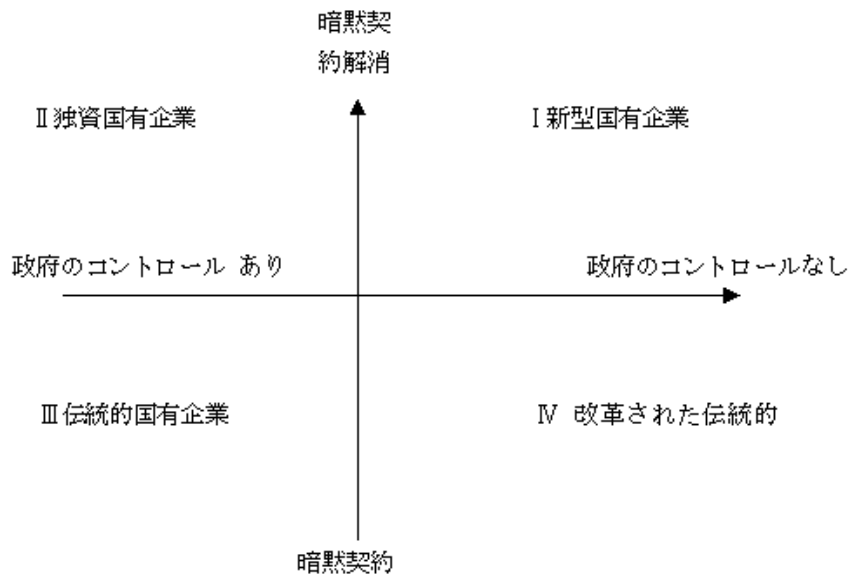 暗黙契
約解消
Ⅱ独資国有企業
Ⅰ新型国有企業
政府のコントロール あり
政府のコントロールなし
Ⅲ伝統的国有企業
Ⅳ 改革された伝統的
暗黙契約